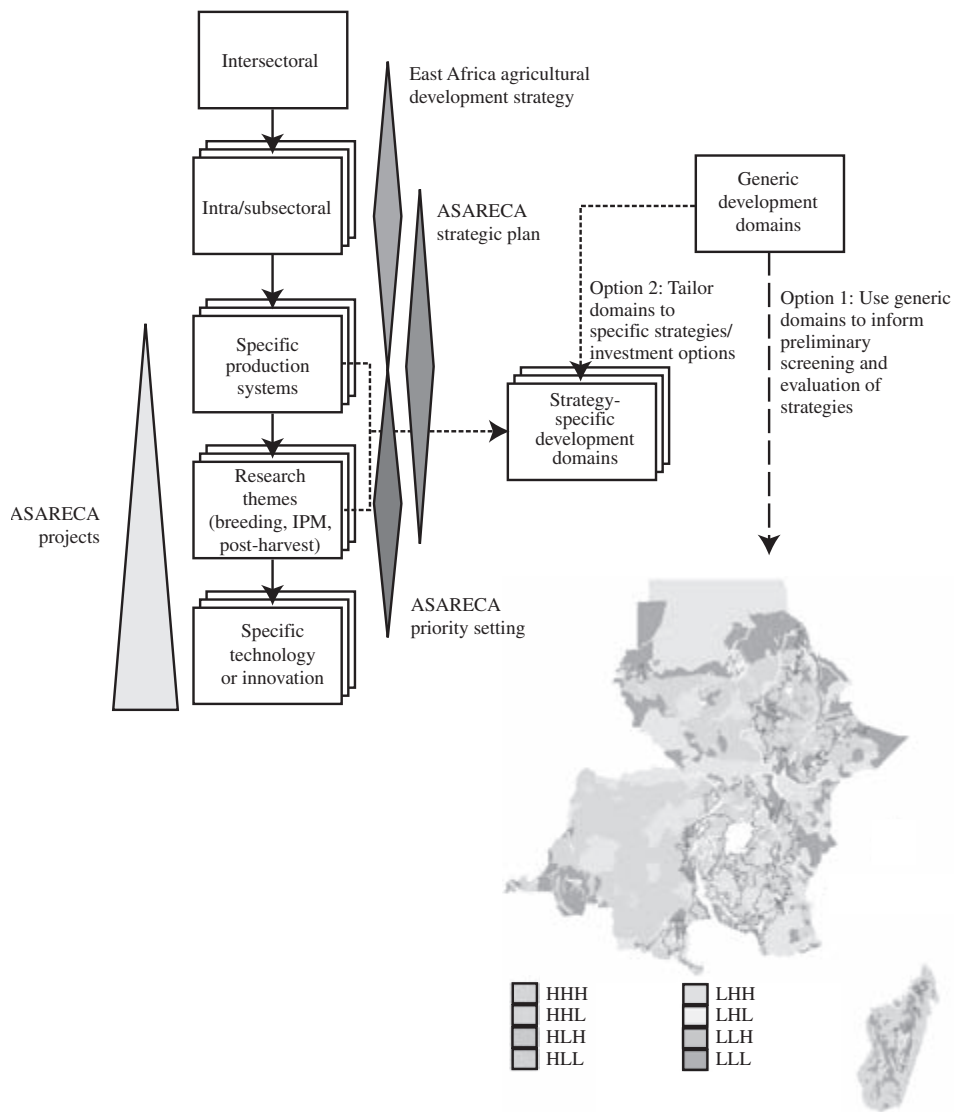 Intersectoral
East Africa agricultural
development strategy
Intra/subsectoral
ASARECA
strategic plan
Generic
development
domains
Option 2: Tailor
domains to
specific strategies/
investment options
Option 1: Use generic
domains to inform
preliminary
screening and
evaluation of
strategies
Specific
production
systems
Strategy-
specific
development
domains
Research
themes
(breeding, IPM,
post-harvest)
ASARECA
projects
ASARECA
priority setting
Specific
technology
or innovation
HHH
HHL
HLH
HLL
LHH
LHL
LLH
LLL